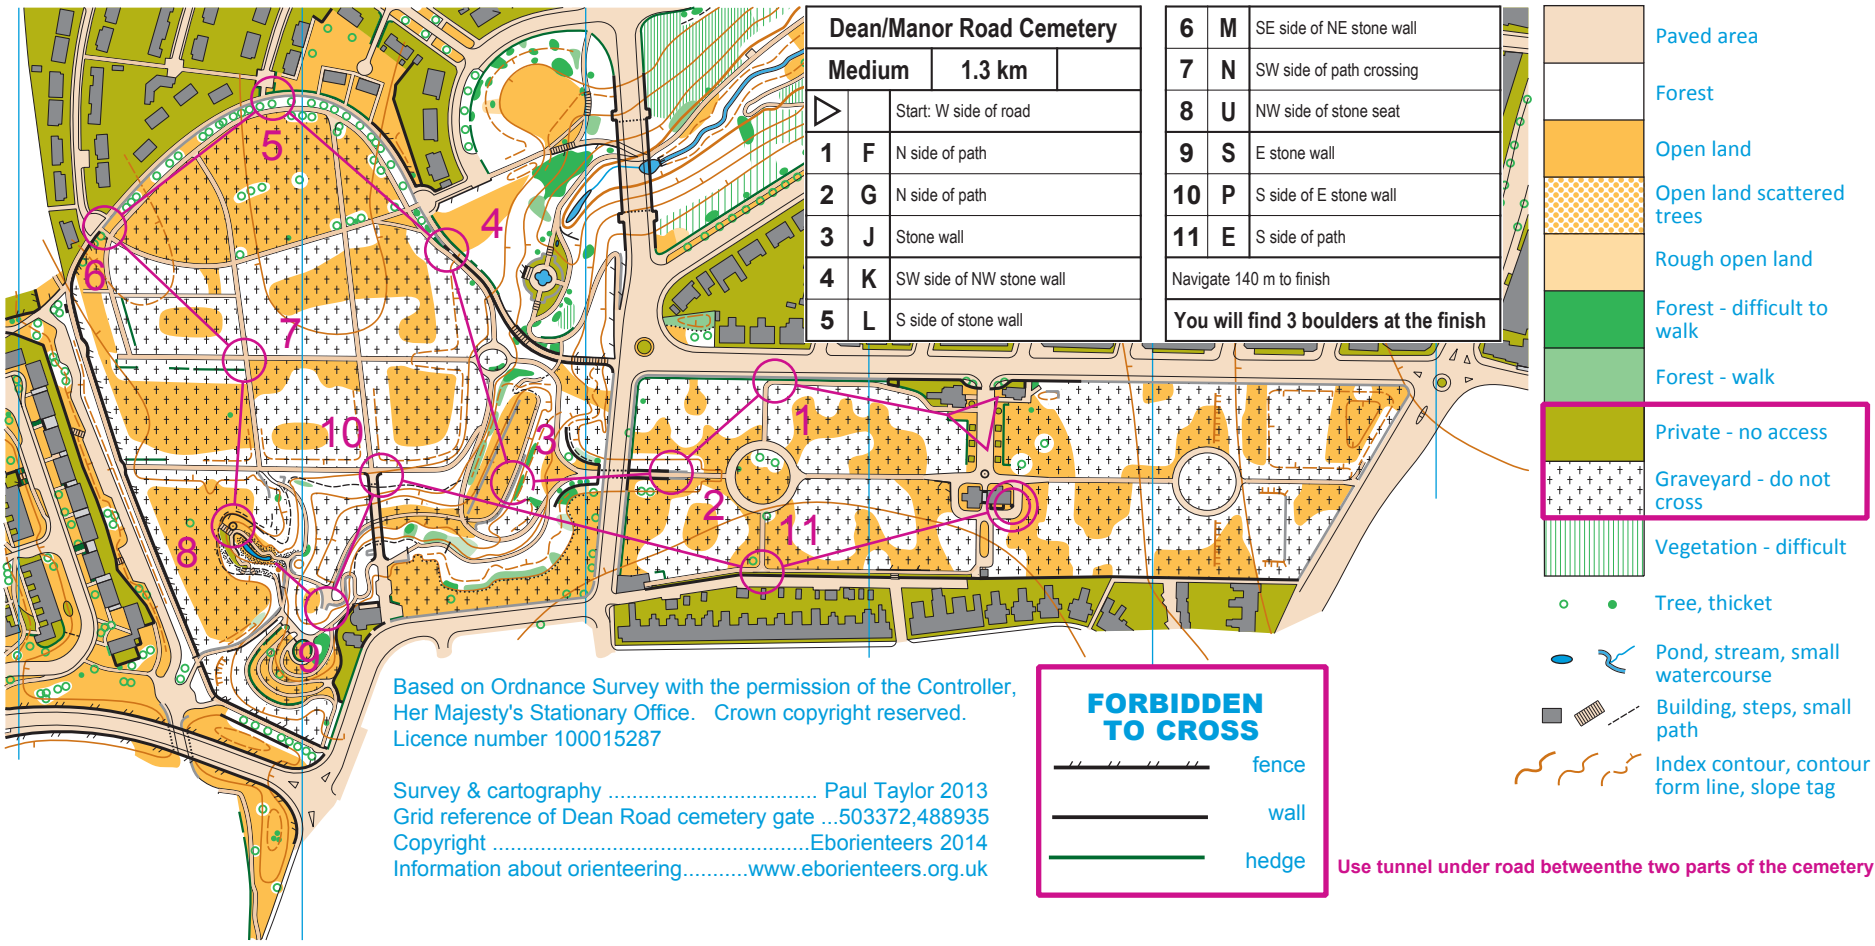 Dean/Manor Road Cemetery
Medium 1.3 km
Start: W side of road
1 F N side of path
2 G N side of path
3 J Stone wall
4 K SW side of NW stone wall
5 L S side of stone wall
6 M SE side of NE stone wall
7 N SW side of path crossing
8 U NW side of stone seat
9 S E stone wall
10 P S side of E stone wall
11 E S side of path
Navigate 140 m to finish
You will find 3 boulders at the finish
Paved area
Forest
Open land
Open land scattered
trees
Rough open land
Forest - difficult to
walk
Forest - walk
Private - no access
Graveyard - do not
cross
Vegetation - difficult
Tree, thicket
Pond, stream, small
watercourse
Building, steps, small
path
Index contour, contour
form line, slope tag
5
4
6
7
10
3
1
2
11
8
9
Based on Ordnance Survey with the permission of the Controller,
Her Majesty's Stationary Office. Crown copyright reserved.
Licence number 100015287
Survey & cartography .................................. Paul Taylor 2013
Grid reference of Dean Road cemetery gate ...503372,488935
Copyright .....................................................Eborienteers 2014
Information about orienteering...........www.eborienteers.org.uk
FORBIDDEN
TO CROSS
fence
wall
hedge
Use tunnel under road betweenthe two parts of the cemetery